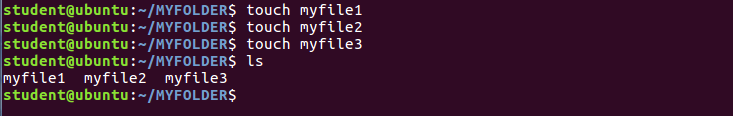 student@ubuntu:~/MYFOLDER$ touch myfile1
student@ubuntu:~/MYFOLDER$ touch myfile2
student@ubuntu:~/MYFOLDER$ touch myfile3
student@ubuntu:~/MYFOLDER$ ls
myfile1  myfile2  myfile3
student@ubuntu:~/MYFOLDER$